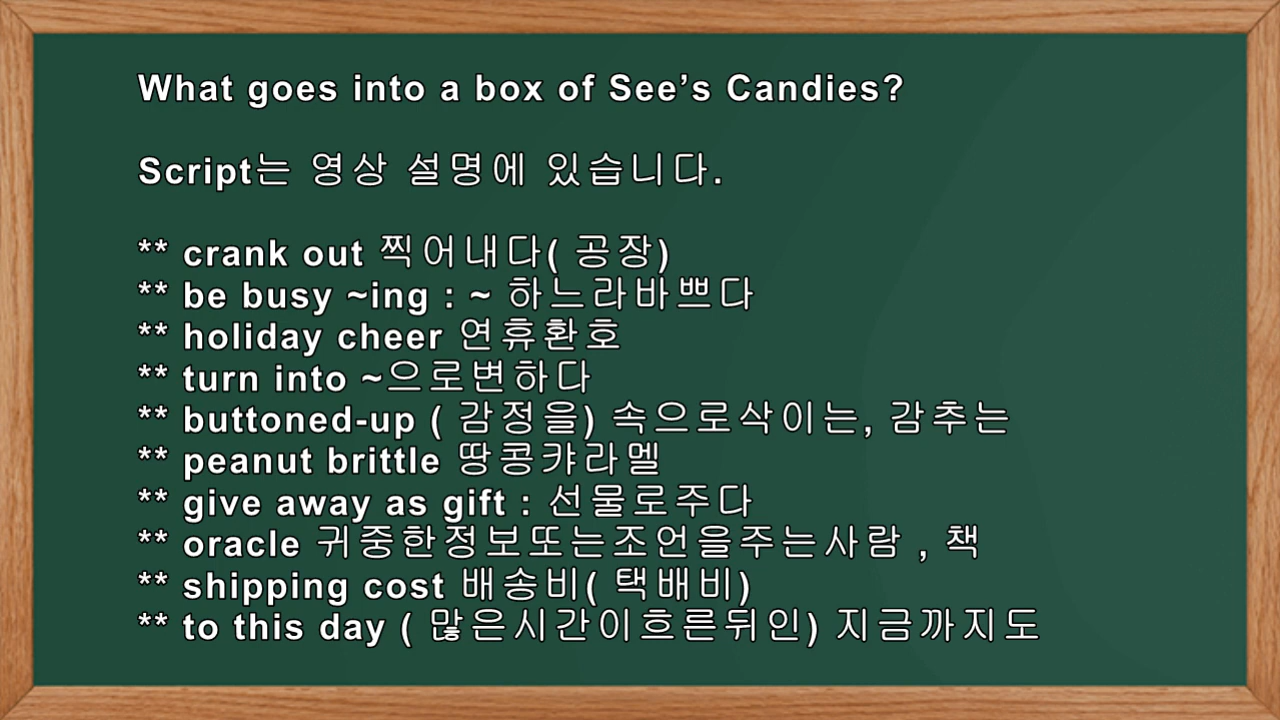 What goes into a box of See’s Candies?
Script는 영상 설명에 있습니다.
** crank out 찍어내다( 공장)
** be busy ~ing : ~ 하느라바쁘다
** holiday cheer 연휴환호
** turn into ~으로변하다
** buttoned-up ( 감정을) 속으로삭이는, 감추는
** peanut brittle 땅콩캬라멜
** give away as gift : 선물로주다
** oracle 귀중한정보또는조언을주는사람 , 책
** shipping cost 배송비( 택배비)
** to this day ( 많은시간이흐른뒤인) 지금까지도